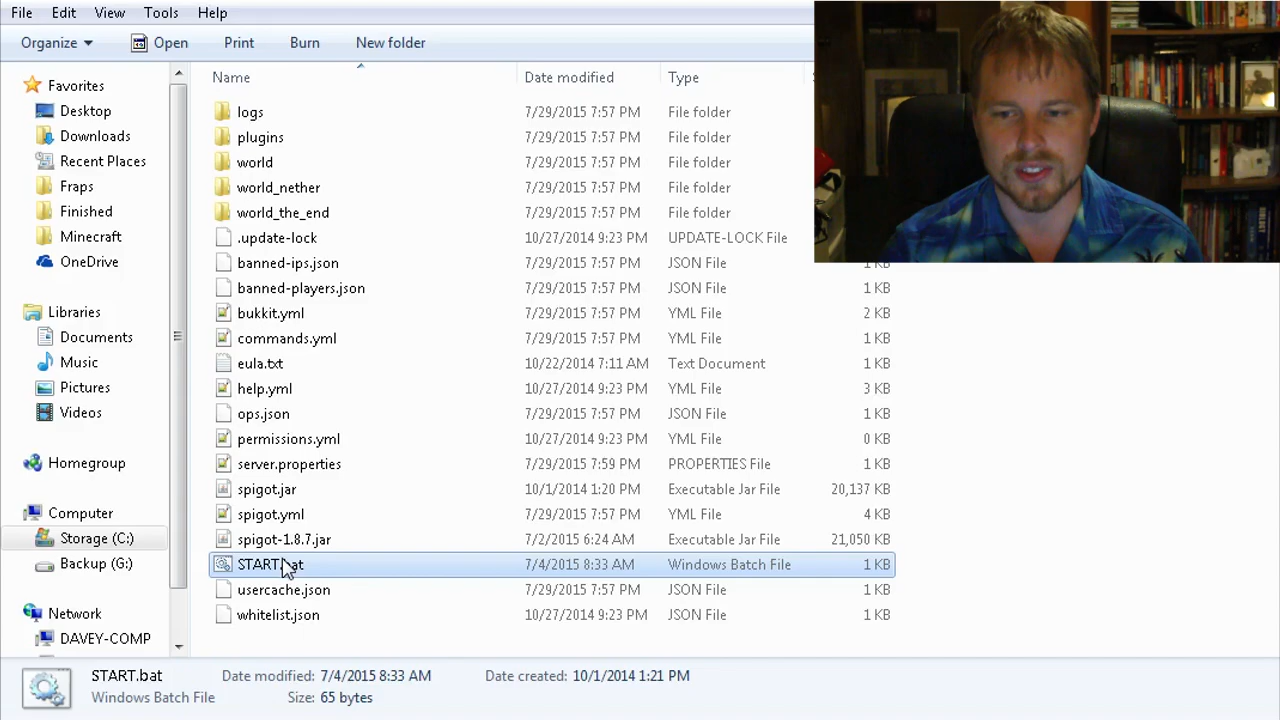 File Edit View Tools Help
Organize Open Print Burn New folder
Name Date modified Type
Favorites
Desktop
Downloads
Recent Places
Fraps
Finished
Minecraft
OneDrive
Libraries
Documents
Music
Pictures
Videos
Homegroup
Computer
Storage (C:)
Backup (G:)
Network
DAVEY-COMP
logs 7/29/2015 7:57 PM File folder
plugins 7/29/2015 7:57 PM File folder
world 7/29/2015 7:57 PM File folder
world_nether 7/29/2015 7:57 PM File folder
world_the_end 7/29/2015 7:57 PM File folder
.update-lock 10/27/2014 9:23 PM UPDATE-LOCK File
banned-ips.json 7/29/2015 7:57 PM JSON File 1 KB
banned-players.json 7/29/2015 7:57 PM JSON File 1 KB
bukkit.yml 7/29/2015 7:57 PM YML File 2 KB
commands.yml 7/29/2015 7:57 PM YML File 1 KB
eula.txt 10/22/2014 7:11 AM Text Document 1 KB
help.yml 10/27/2014 9:23 PM YML File 3 KB
ops.json 7/29/2015 7:57 PM JSON File 1 KB
permissions.yml 10/27/2014 9:23 PM YML File 0 KB
server.properties 7/29/2015 7:59 PM PROPERTIES File 1 KB
spigot.jar 10/1/2014 1:20 PM Executable Jar File 20,137 KB
spigot.yml 7/29/2015 7:57 PM YML File 4 KB
spigot-1.8.7.jar 7/2/2015 6:24 AM Executable Jar File 21,050 KB
START.bat 7/4/2015 8:33 AM Windows Batch File 1 KB
usercache.json 7/29/2015 7:57 PM JSON File 1 KB
whitelist.json 10/27/2014 9:23 PM JSON File 1 KB
START.bat Date modified: 7/4/2015 8:33 AM Date created: 10/1/2014 1:21 PM
Windows Batch File Size: 65 bytes